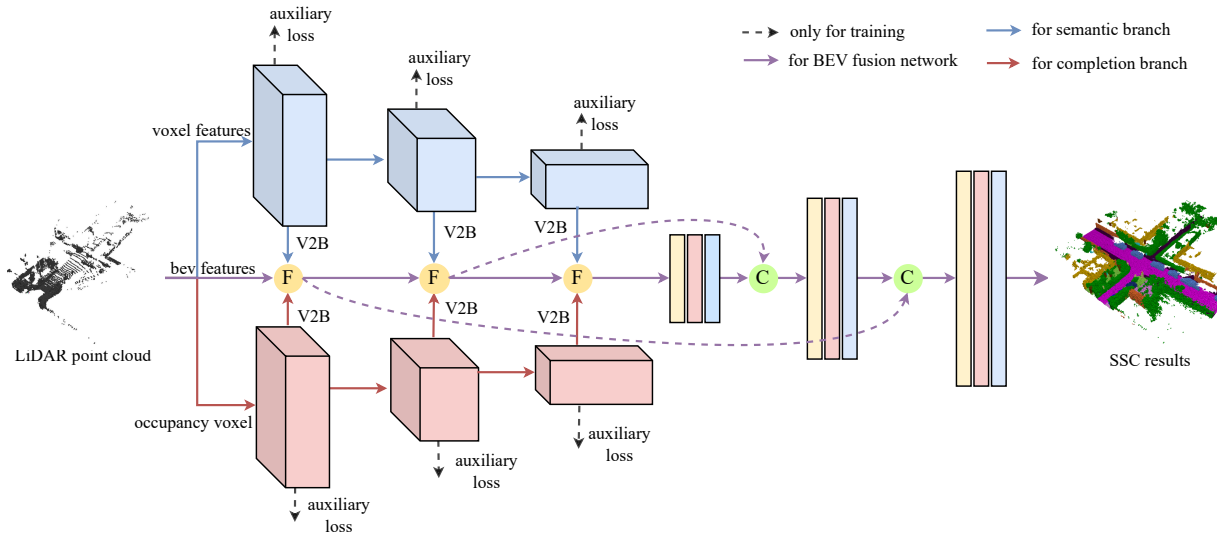 auxiliary
loss
auxiliary
loss
auxiliary
loss
only for training
for semantic branch
for BEV fusion network
for completion branch
voxel features
V2B
V2B
V2B
bev features
F
F
F
C
C
V2B
V2B
V2B
LiDAR point cloud
SSC results
occupancy voxel
auxiliary
loss
auxiliary
loss
auxiliary
loss